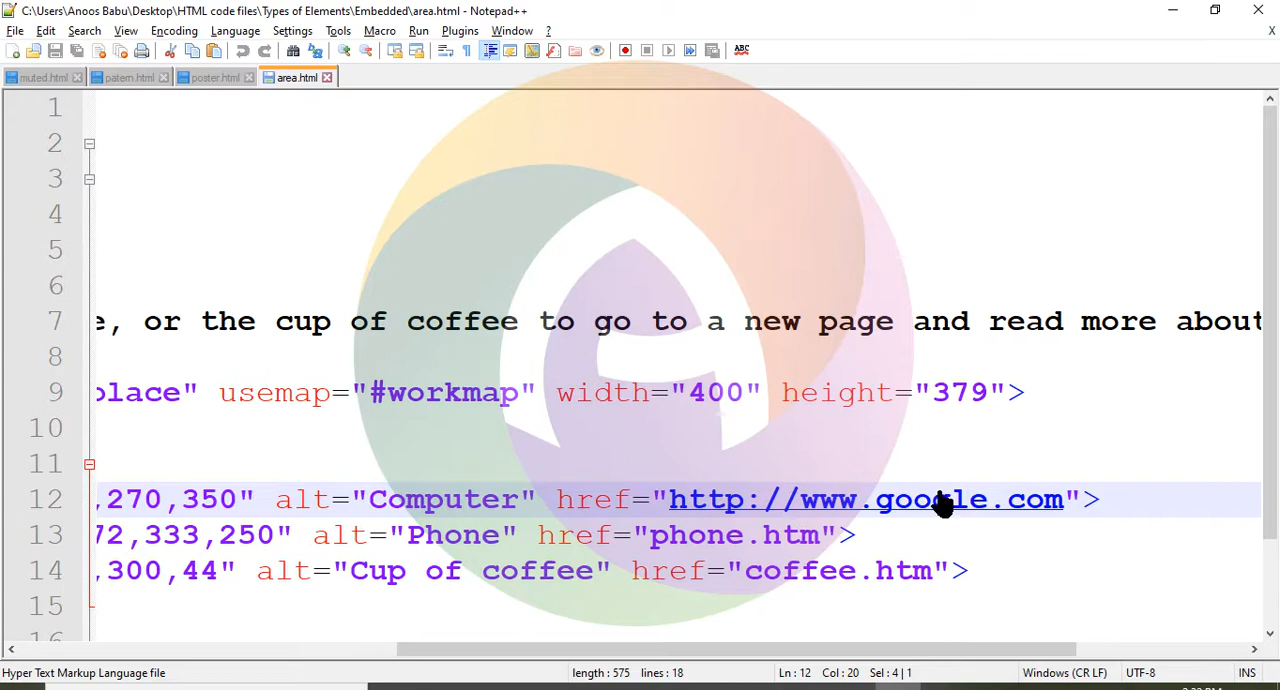 C:\Users\Anoos Babu\Desktop\HTML code files\Types of Elements\Embedded\area.html - Notepad++
File Edit Search View Encoding Language Settings Tools Macro Run Plugins Window ? X
ABC
muted.html patern.html poster.html area.html
1
2
3
4
5
6
7 e, or the cup of coffee to go to a new page and read more about
8
9 place" usemap="#workmap" width="400" height="379">
10
11
12 ,270,350" alt="Computer" href="http://www.google.com">
13 72,333,250" alt="Phone" href="phone.htm">
14 ,300,44" alt="Cup of coffee" href="coffee.htm">
15
16
Hyper Text Markup Language file length : 575 lines : 18 Ln : 12 Col : 20 Sel : 4 | 1 Windows (CR LF) UTF-8 INS